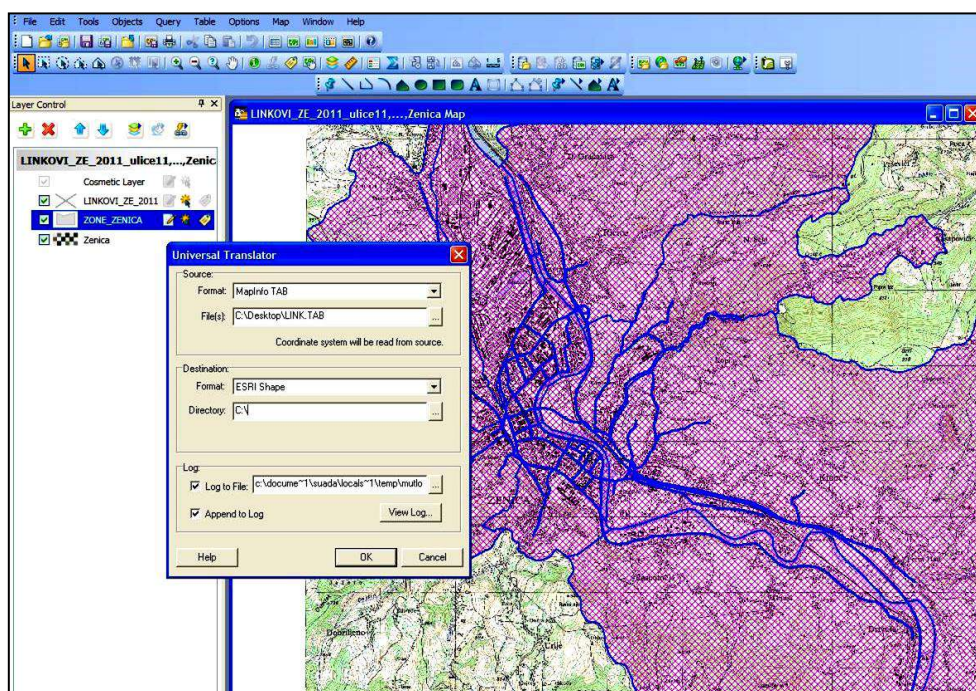 File Edit Tools Objects Query Table Options Map Window Help
Layer Control
LINKOVI_ZE_2011_ulice11,...,Zenic
Cosmetic Layer
LINKOVI_ZE_2011
ZONE_ZENICA
Zenica
LINKOVI_ZE_2011_ulice11,...,Zenica Map
Universal Translator
Source:
Format: MapInfo TAB
File(s): C:\Desktop\LINK.TAB ...
Coordinate system will be read from source.
Destination:
Format: ESRI Shape
Directory: C:\ ...
Log:
Log to File: c:\docume~1\suada\locals~1\temp\mutlo ...
Append to Log
View Log...
Help OK Cancel
ZENICA